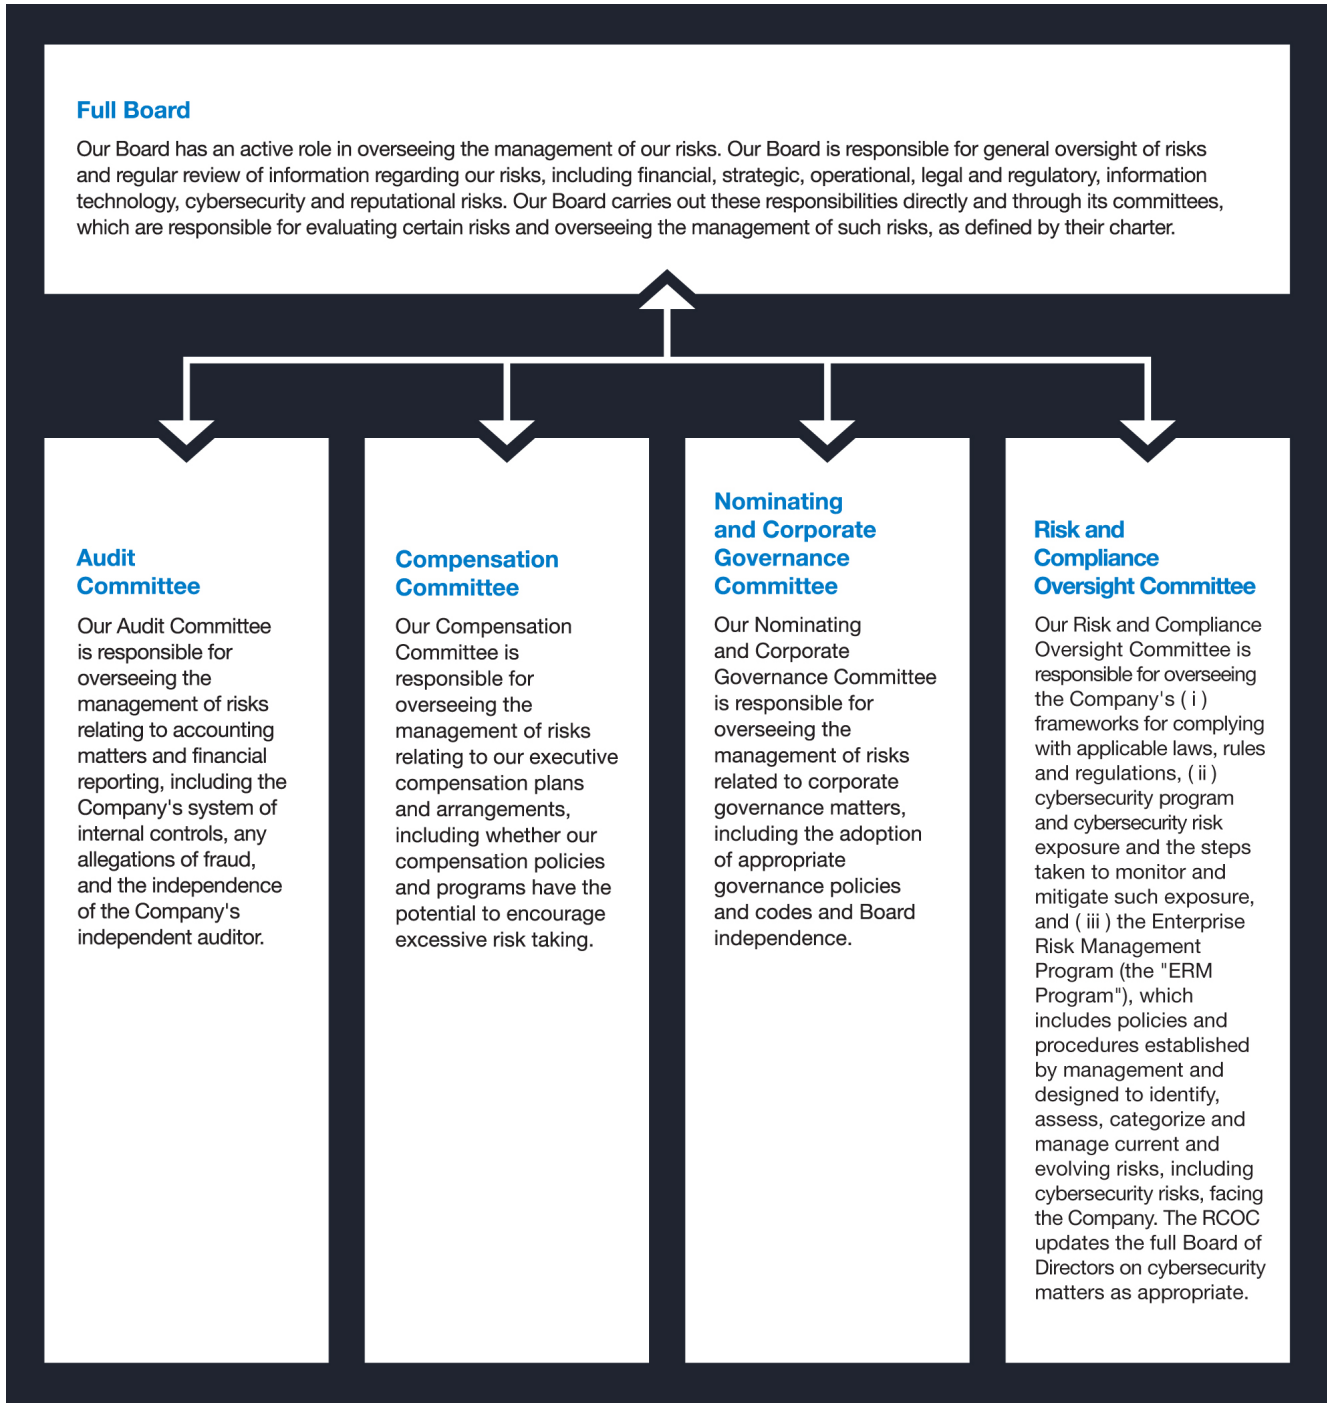 Full Board
Our Board has an active role in overseeing the management of our risks. Our Board is responsible for general oversight of risks
and regular review of information regarding our risks, including financial, strategic, operational, legal and regulatory, information
technology, cybersecurity and reputational risks. Our Board carries out these responsibilities directly and through its committees,
which are responsible for evaluating certain risks and overseeing the management of such risks, as defined by their charter.
Audit
Committee
Our Audit Committee
is responsible for
overseeing the
management of risks
relating to accounting
matters and financial
reporting, including the
Company's system of
internal controls, any
allegations of fraud,
and the independence
of the Company's
independent auditor.
Compensation
Committee
Our Compensation
Committee is
responsible for
overseeing the
management of risks
relating to our executive
compensation plans
and arrangements,
including whether our
compensation policies
and programs have the
potential to encourage
excessive risk taking.
Nominating
and Corporate
Governance
Committee
Our Nominating
and Corporate
Governance Committee
is responsible for
overseeing the
management of risks
related to corporate
governance matters,
including the adoption
of appropriate
governance policies
and codes and Board
independence.
Risk and
Compliance
Oversight Committee
Our Risk and Compliance
Oversight Committee is
responsible for overseeing
the Company's ( i )
frameworks for complying
with applicable laws, rules
and regulations, ( ii )
cybersecurity program
and cybersecurity risk
exposure and the steps
taken to monitor and
mitigate such exposure,
and ( iii ) the Enterprise
Risk Management
Program (the "ERM
Program"), which
includes policies and
procedures established
by management and
designed to identify,
assess, categorize and
manage current and
evolving risks, including
cybersecurity risks, facing
the Company. The RCOC
updates the full Board of
Directors on cybersecurity
matters as appropriate.